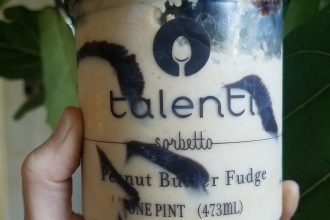 talenti
sorbetto
Peanut Butter Fudge
ONE PINT (473mL)